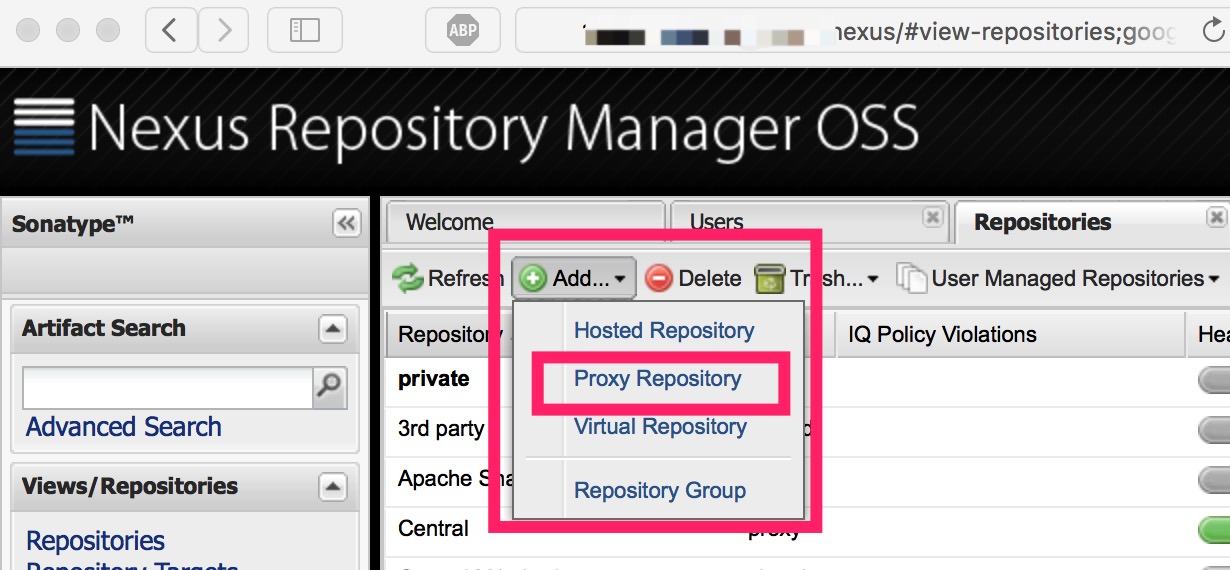 ABP
nexus/#view-repositories;goog
Nexus Repository Manager OSS
Sonatype™
Welcome
Users
Repositories
Refresh
Add...
Delete
Trash...
User Managed Repositories
Artifact Search
Advanced Search
Views/Repositories
Repositories
Repository Targets
Repository
IQ Policy Violations
Hea
Hosted Repository
Proxy Repository
Virtual Repository
Repository Group
private
3rd party
Apache Sna
Central
proxy